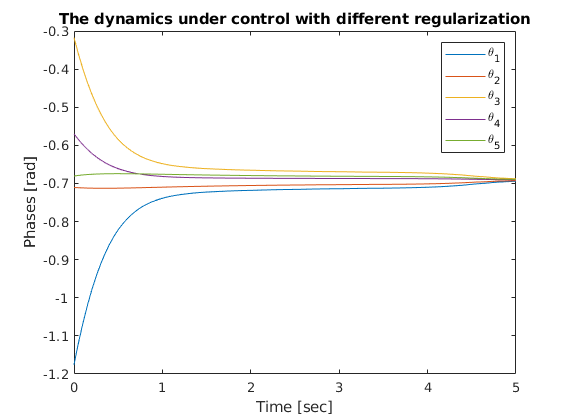 The dynamics under control with different regularization
-0.3
-0.4
-0.5
-0.6
-0.7
-0.8
-0.9
-1
-1.1
-1.2
Phases [rad]
θ1
θ2
θ3
θ4
θ5
0 1 2 3 4 5
Time [sec]